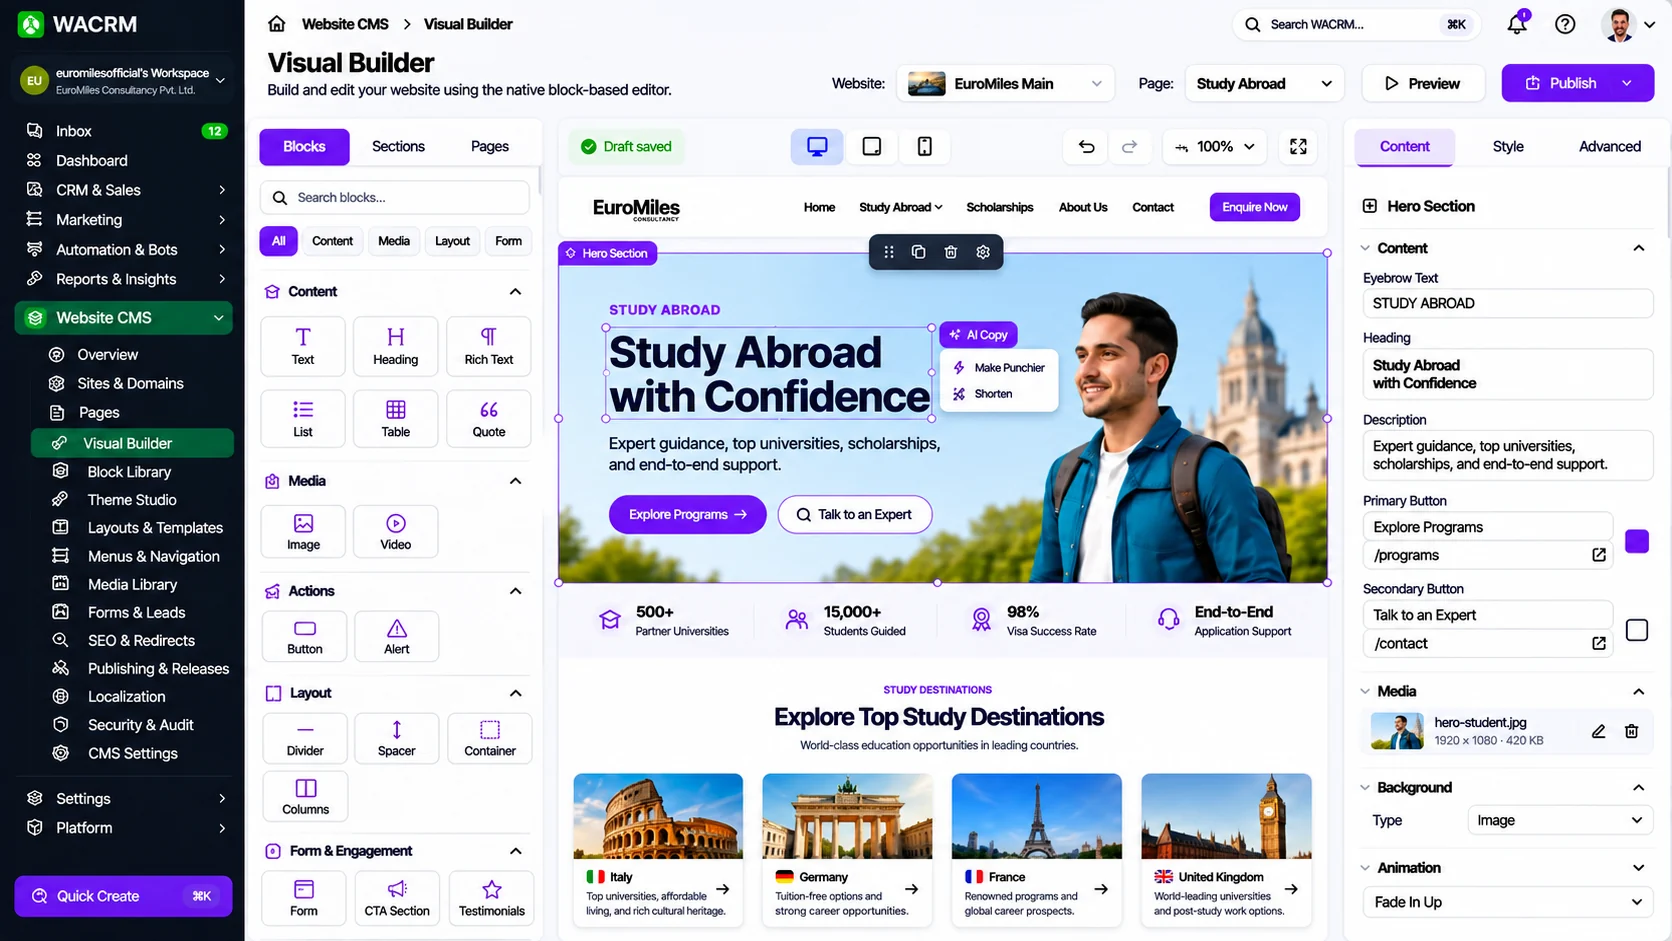 WACRM
EU
euromilesofficial's Workspace
EuroMiles Consultancy Pvt. Ltd.
Inbox
12
Dashboard
CRM & Sales
Marketing
Automation & Bots
Reports & Insights
Website CMS
Overview
Sites & Domains
Pages
Visual Builder
Block Library
Theme Studio
Layouts & Templates
Menus & Navigation
Media Library
Forms & Leads
SEO & Redirects
Publishing & Releases
Localization
Security & Audit
CMS Settings
Settings
Platform
Quick Create
⌘K
Website CMS > Visual Builder
Search WACRM...
⌘K
Visual Builder
Build and edit your website using the native block-based editor.
Website:
EuroMiles Main
Page:
Study Abroad
Preview
Publish
Blocks
Sections
Pages
Search blocks...
All
Content
Media
Layout
Form
Content
Text
Heading
Rich Text
List
Table
Quote
Media
Image
Video
Actions
Button
Alert
Layout
Divider
Spacer
Container
Columns
Form & Engagement
Form
CTA Section
Testimonials
Draft saved
100%
EuroMiles
CONSULTANCY
Home
Study Abroad
Scholarships
About Us
Contact
Enquire Now
Hero Section
STUDY ABROAD
Study Abroad
with Confidence
AI Copy
Make Punchier
Shorten
Expert guidance, top universities, scholarships,
and end-to-end support.
Explore Programs →
Talk to an Expert
500+
Partner Universities
15,000+
Students Guided
98%
Visa Success Rate
End-to-End
Application Support
STUDY DESTINATIONS
Explore Top Study Destinations
World-class education opportunities in leading countries.
Italy
Top universities, affordable
living, and rich cultural heritage.
Germany
Tuition-free options and
strong career opportunities.
France
Renowned programs and
global career prospects.
United Kingdom
World-leading universities
and post-study work options.
Content
Style
Advanced
Hero Section
Content
Eyebrow Text
STUDY ABROAD
Heading
Study Abroad
with Confidence
Description
Expert guidance, top universities,
scholarships, and end-to-end support.
Primary Button
Explore Programs
/programs
Secondary Button
Talk to an Expert
/contact
Media
hero-student.jpg
1920 × 1080 · 420 KB
Background
Type
Image
Animation
Fade In Up